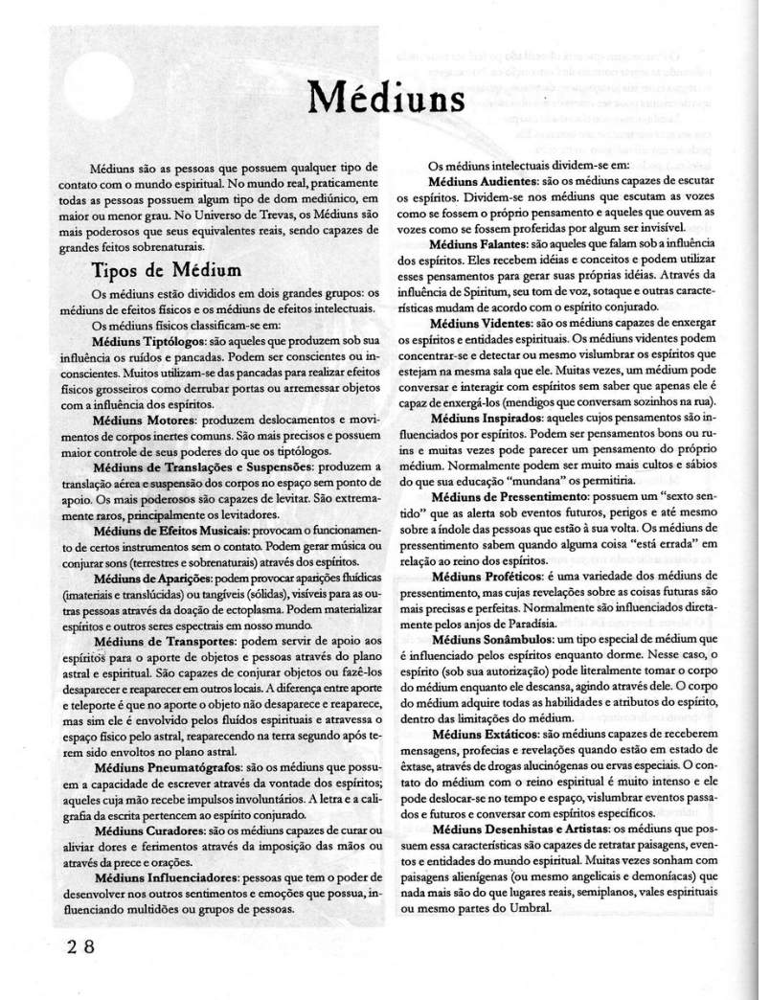 Médiuns
Médiuns são as pessoas que possuem qualquer tipo de
contato com o mundo espiritual. No mundo real, praticamente
todas as pessoas possuem algum tipo de dom mediúnico, em
maior ou menor grau. No Universo de Trevas, os Médiuns são
mais poderosos que seus equivalentes reais, sendo capazes de
grandes feitos sobrenaturais.
Tipos de Médium
Os médiuns estão divididos em dois grandes grupos: os
médiuns de efeitos físicos e os médiuns de efeitos intelectuais.
Os médiuns físicos classificam-se em:
Médiuns Tiptólogos: são aqueles que produzem sob sua
influência os ruídos e pancadas. Podem ser conscientes ou in-
conscientes. Muitos utilizam-se das pancadas para realizar efeitos
físicos grosseiros como derrubar portas ou arremessar objetos
com a influência dos espíritos.
Médiuns Motores: produzem deslocamentos e movi-
mentos de corpos inertes comuns. São mais precisos e possuem
maior controle de seus poderes do que os tiptólogos.
Médiuns de Translações e Suspensões: produzem a
translação aérea e suspensão dos corpos no espaço sem ponto de
apoio. Os mais poderosos são capazes de levitar. São extrema-
mente raros, principalmente os levitadores.
Médiuns de Efeitos Musicais: provocam o funcionamen-
to de certos instrumentos sem o contato. Podem gerar música ou
conjurar sons (terrestres e sobrenaturais) através dos espíritos.
Médiuns de Aparições: podem provocar aparições fluídicas
(imateriais e translúcidas) ou tangíveis (sólidas), visíveis para as ou-
tras pessoas através da doação de ectoplasma. Podem materializar
espíritos e outros seres espectrais em nosso mundo.
Médiuns de Transportes: podem servir de apoio aos
espíritos para o aporte de objetos e pessoas através do plano
astral e espiritual. São capazes de conjurar objetos ou fazê-los
desaparecer e reaparecer em outros locais. A diferença entre aporte
e teleporte é que no aporte o objeto não desaparece e reaparece,
mas sim ele é envolvido pelos fluídos espirituais e atravessa o
espaço físico pelo astral, reaparecendo na terra segundo após te-
rem sido envoltos no plano astral.
Médiuns Pneumatógrafos: são os médiuns que possu-
em a capacidade de escrever através da vontade dos espíritos;
aqueles cuja mão recebe impulsos involuntários. A letra e a cali-
grafia da escrita pertencem ao espírito conjurado.
Médiuns Curadores: são os médiuns capazes de curar ou
aliviar dores e ferimentos através da imposição das mãos ou
através da prece e orações.
Médiuns Influenciadores: pessoas que tem o poder de
desenvolver nos outros sentimentos e emoções que possua, in-
fluenciando multidões ou grupos de pessoas.
Os médiuns intelectuais dividem-se em:
Médiuns Audientes: são os médiuns capazes de escutar
os espíritos. Dividem-se nos médiuns que escutam as vozes
como se fossem o próprio pensamento e aqueles que ouvem as
vozes como se fossem proferidas por algum ser invisível.
Médiuns Falantes: são aqueles que falam sob a influência
dos espíritos. Eles recebem idéias e conceitos e podem utilizar
esses pensamentos para gerar suas próprias idéias. Através da
influência de Spiritum, seu tom de voz, sotaque e outras caracte-
rísticas mudam de acordo com o espírito conjurado.
Médiuns Videntes: são os médiuns capazes de enxergar
os espíritos e entidades espirituais. Os médiuns videntes podem
concentrar-se e detectar ou mesmo vislumbrar os espíritos que
estejam na mesma sala que ele. Muitas vezes, um médium pode
conversar e interagir com espíritos sem saber que apenas ele é
capaz de enxergá-los (mendigos que conversam sozinhos na rua).
Médiuns Inspirados: aqueles cujos pensamentos são in-
fluenciados por espíritos. Podem ser pensamentos bons ou ru-
ins e muitas vezes pode parecer um pensamento do próprio
médium. Normalmente podem ser muito mais cultos e sábios
do que sua educação "mundana" os permitiria.
Médiuns de Pressentimento: possuem um "sexto sen-
tido" que as alerta sob eventos futuros, perigos e até mesmo
sobre a índole das pessoas que estão à sua volta. Os médiuns de
pressentimento sabem quando alguma coisa "está errada" em
relação ao reino dos espíritos.
Médiuns Proféticos: é uma variedade dos médiuns de
pressentimento, mas cujas revelações sobre as coisas futuras são
mais precisas e perfeitas. Normalmente são influenciados direta-
mente pelos anjos de Paradísia.
Médiuns Sonâmbulos: um tipo especial de médium que
é influenciado pelos espíritos enquanto dorme. Nesse caso, o
espírito (sob sua autorização) pode literalmente tomar o corpo
do médium enquanto ele descansa, agindo através dele. O corpo
do médium adquire todas as habilidades e atributos do espírito,
dentro das limitações do médium.
Médiuns Extáticos: são médiuns capazes de receberem
mensagens, profecias e revelações quando estão em estado de
êxtase, através de drogas alucinógenas ou ervas especiais. O con-
tato do médium com o reino espiritual é muito intenso e ele
pode deslocar-se no tempo e espaço, vislumbrar eventos passa-
dos e futuros e conversar com espíritos específicos.
Médiuns Desenhistas e Artistas: os médiuns que pos-
suem essa características são capazes de retratar paisagens, even-
tos e entidades do mundo espiritual. Muitas vezes sonham com
paisagens alienígenas (ou mesmo angelicais e demoníacas) que
nada mais são do que lugares reais, semiplanos, vales espirituais
ou mesmo partes do Umbral.
28